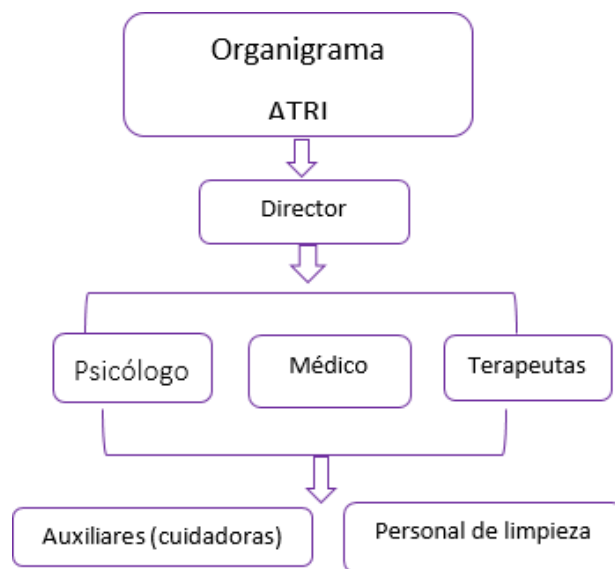 Organigrama
ATRI
Director
Psicólogo
Médico
Terapeutas
Auxiliares (cuidadoras)
Personal de limpieza